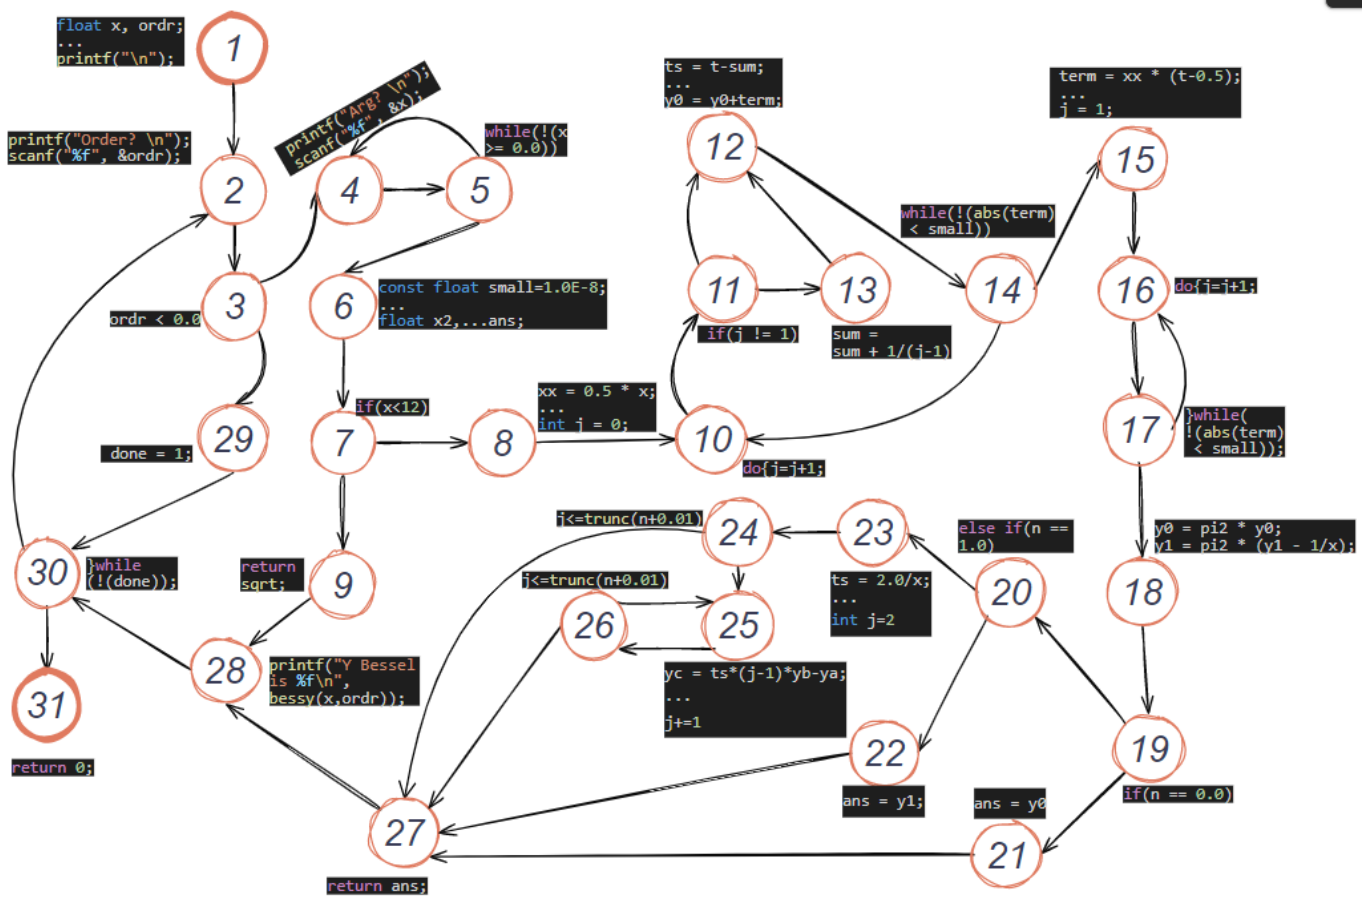 float x, ordr;
...
printf("\n");
1
printf("Order? \n");
scanf("%f", &ordr);
2
printf("Arg? \n");
scanf("%f" , &x);
4
while(!(x
>= 0.0))
5
3
ordr < 0.0
6
const float small=1.0E-8;
...
float x2,...ans;
29
done = 1;
if(x<12)
7
8
xx = 0.5 * x;
...
int j = 0;
10
do{j=j+1;
ts = t-sum;
...
y0 = y0+term;
12
11
if(j != 1)
13
sum =
sum + 1/(j-1)
while(!(abs(term)
< small))
14
term = xx * (t-0.5);
...
j = 1;
15
16
do{j=j+1;
17
}while(
!(abs(term)
< small));
y0 = pi2 * y0;
y1 = pi2 * (y1 - 1/x);
18
30
}while
(!(done));
return
sqrt;
9
31
return 0;
28
printf("Y Bessel
is %f\n",
bessy(x,ordr));
j<=trunc(n+0.01)
24
23
ts = 2.0/x;
...
int j=2
else if(n ==
1.0)
20
j<=trunc(n+0.01)
26
25
yc = ts*(j-1)*yb-ya;
...
j+=1
22
ans = y1;
19
if(n == 0.0)
ans = y0
21
27
return ans;